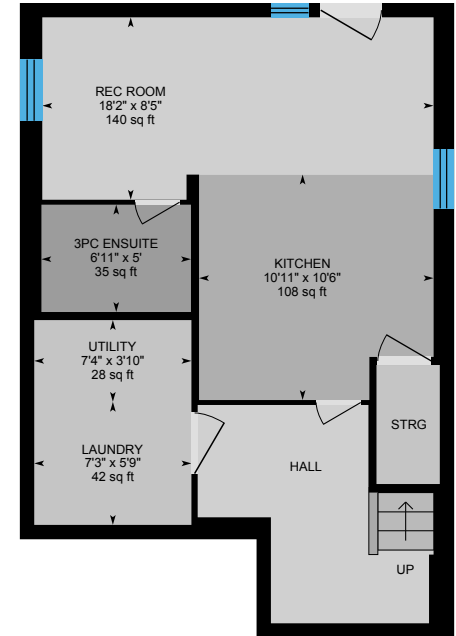 REC ROOM
18'2" x 8'5"
140 sq ft
3PC ENSUITE
6'11" x 5'
35 sq ft
KITCHEN
10'11" x 10'6"
108 sq ft
UTILITY
7'4" x 3'10"
28 sq ft
LAUNDRY
7'3" x 5'9"
42 sq ft
HALL
STRG
UP